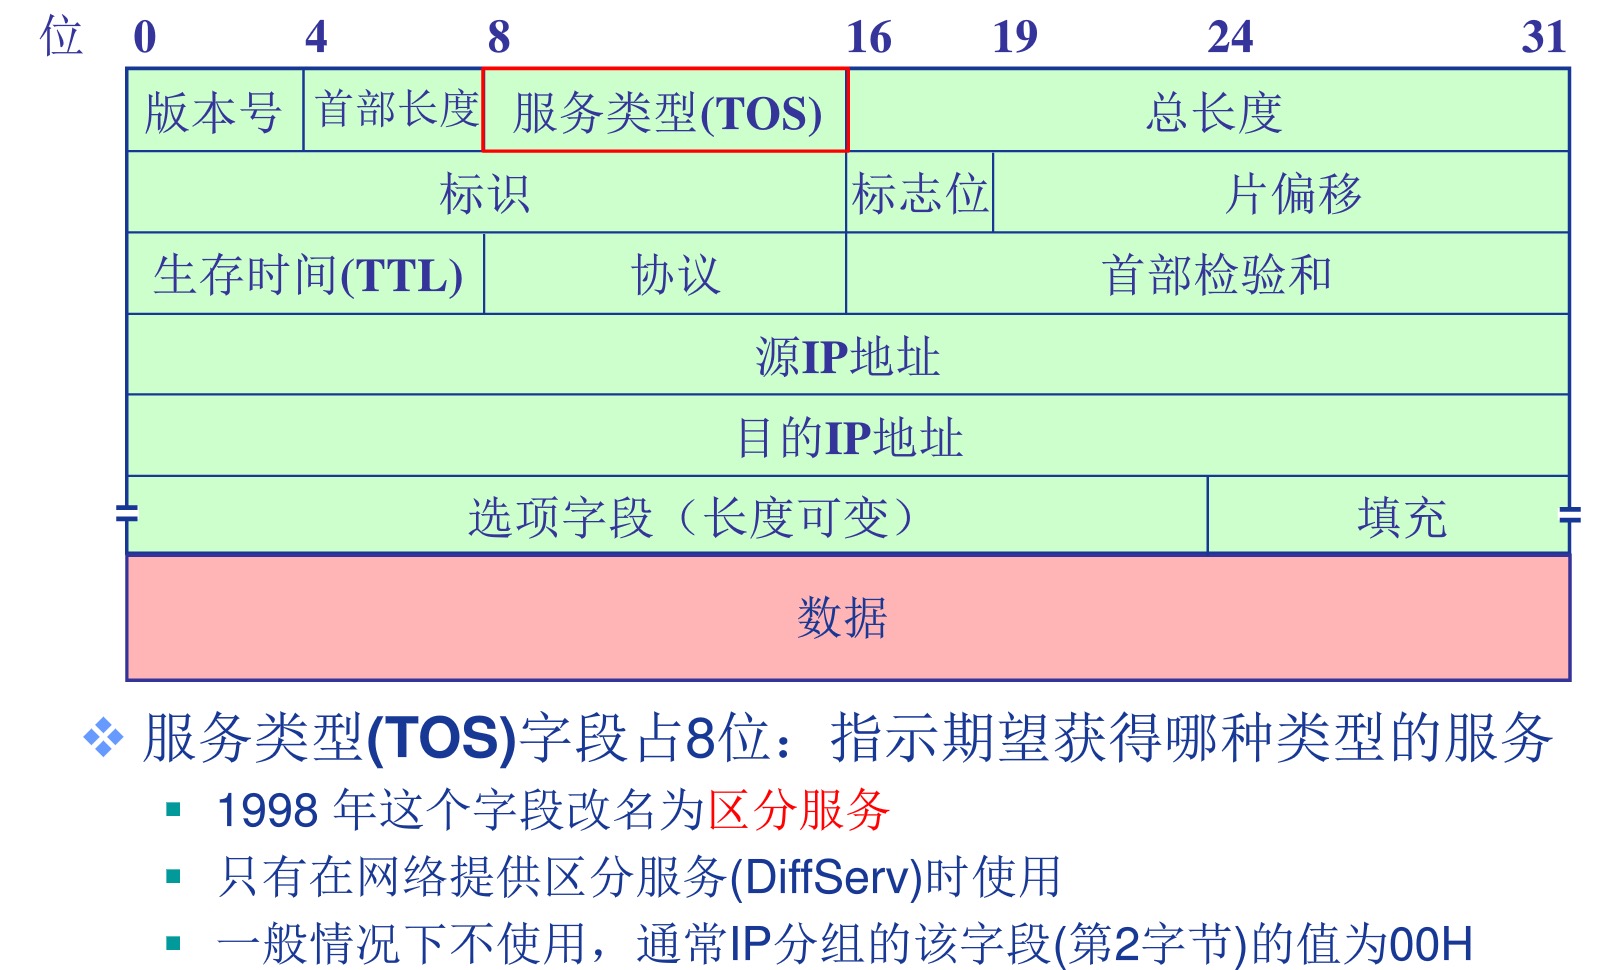 位 0 4 8 16 19 24 31
版本号 首部长度 服务类型(TOS) 总长度
标识 标志位 片偏移
生存时间(TTL) 协议 首部检验和
源IP地址
目的IP地址
选项字段（长度可变） 填充
数据
服务类型(TOS)字段占8位：指示期望获得哪种类型的服务
1998 年这个字段改名为区分服务
只有在网络提供区分服务(DiffServ)时使用
一般情况下不使用，通常IP分组的该字段(第2字节)的值为00H